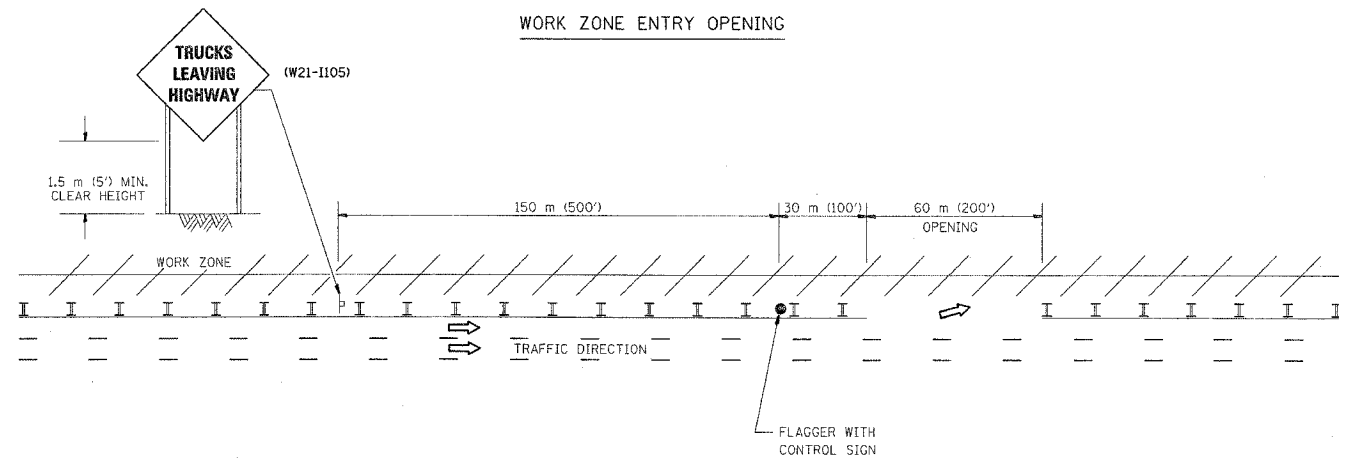 WORK ZONE ENTRY OPENING
TRUCKS
LEAVING
HIGHWAY
(W21-I105)
1.5 m (5') MIN.
CLEAR HEIGHT
150 m (500')
30 m (100')
60 m (200')
OPENING
WORK ZONE
TRAFFIC DIRECTION
FLAGGER WITH
CONTROL SIGN